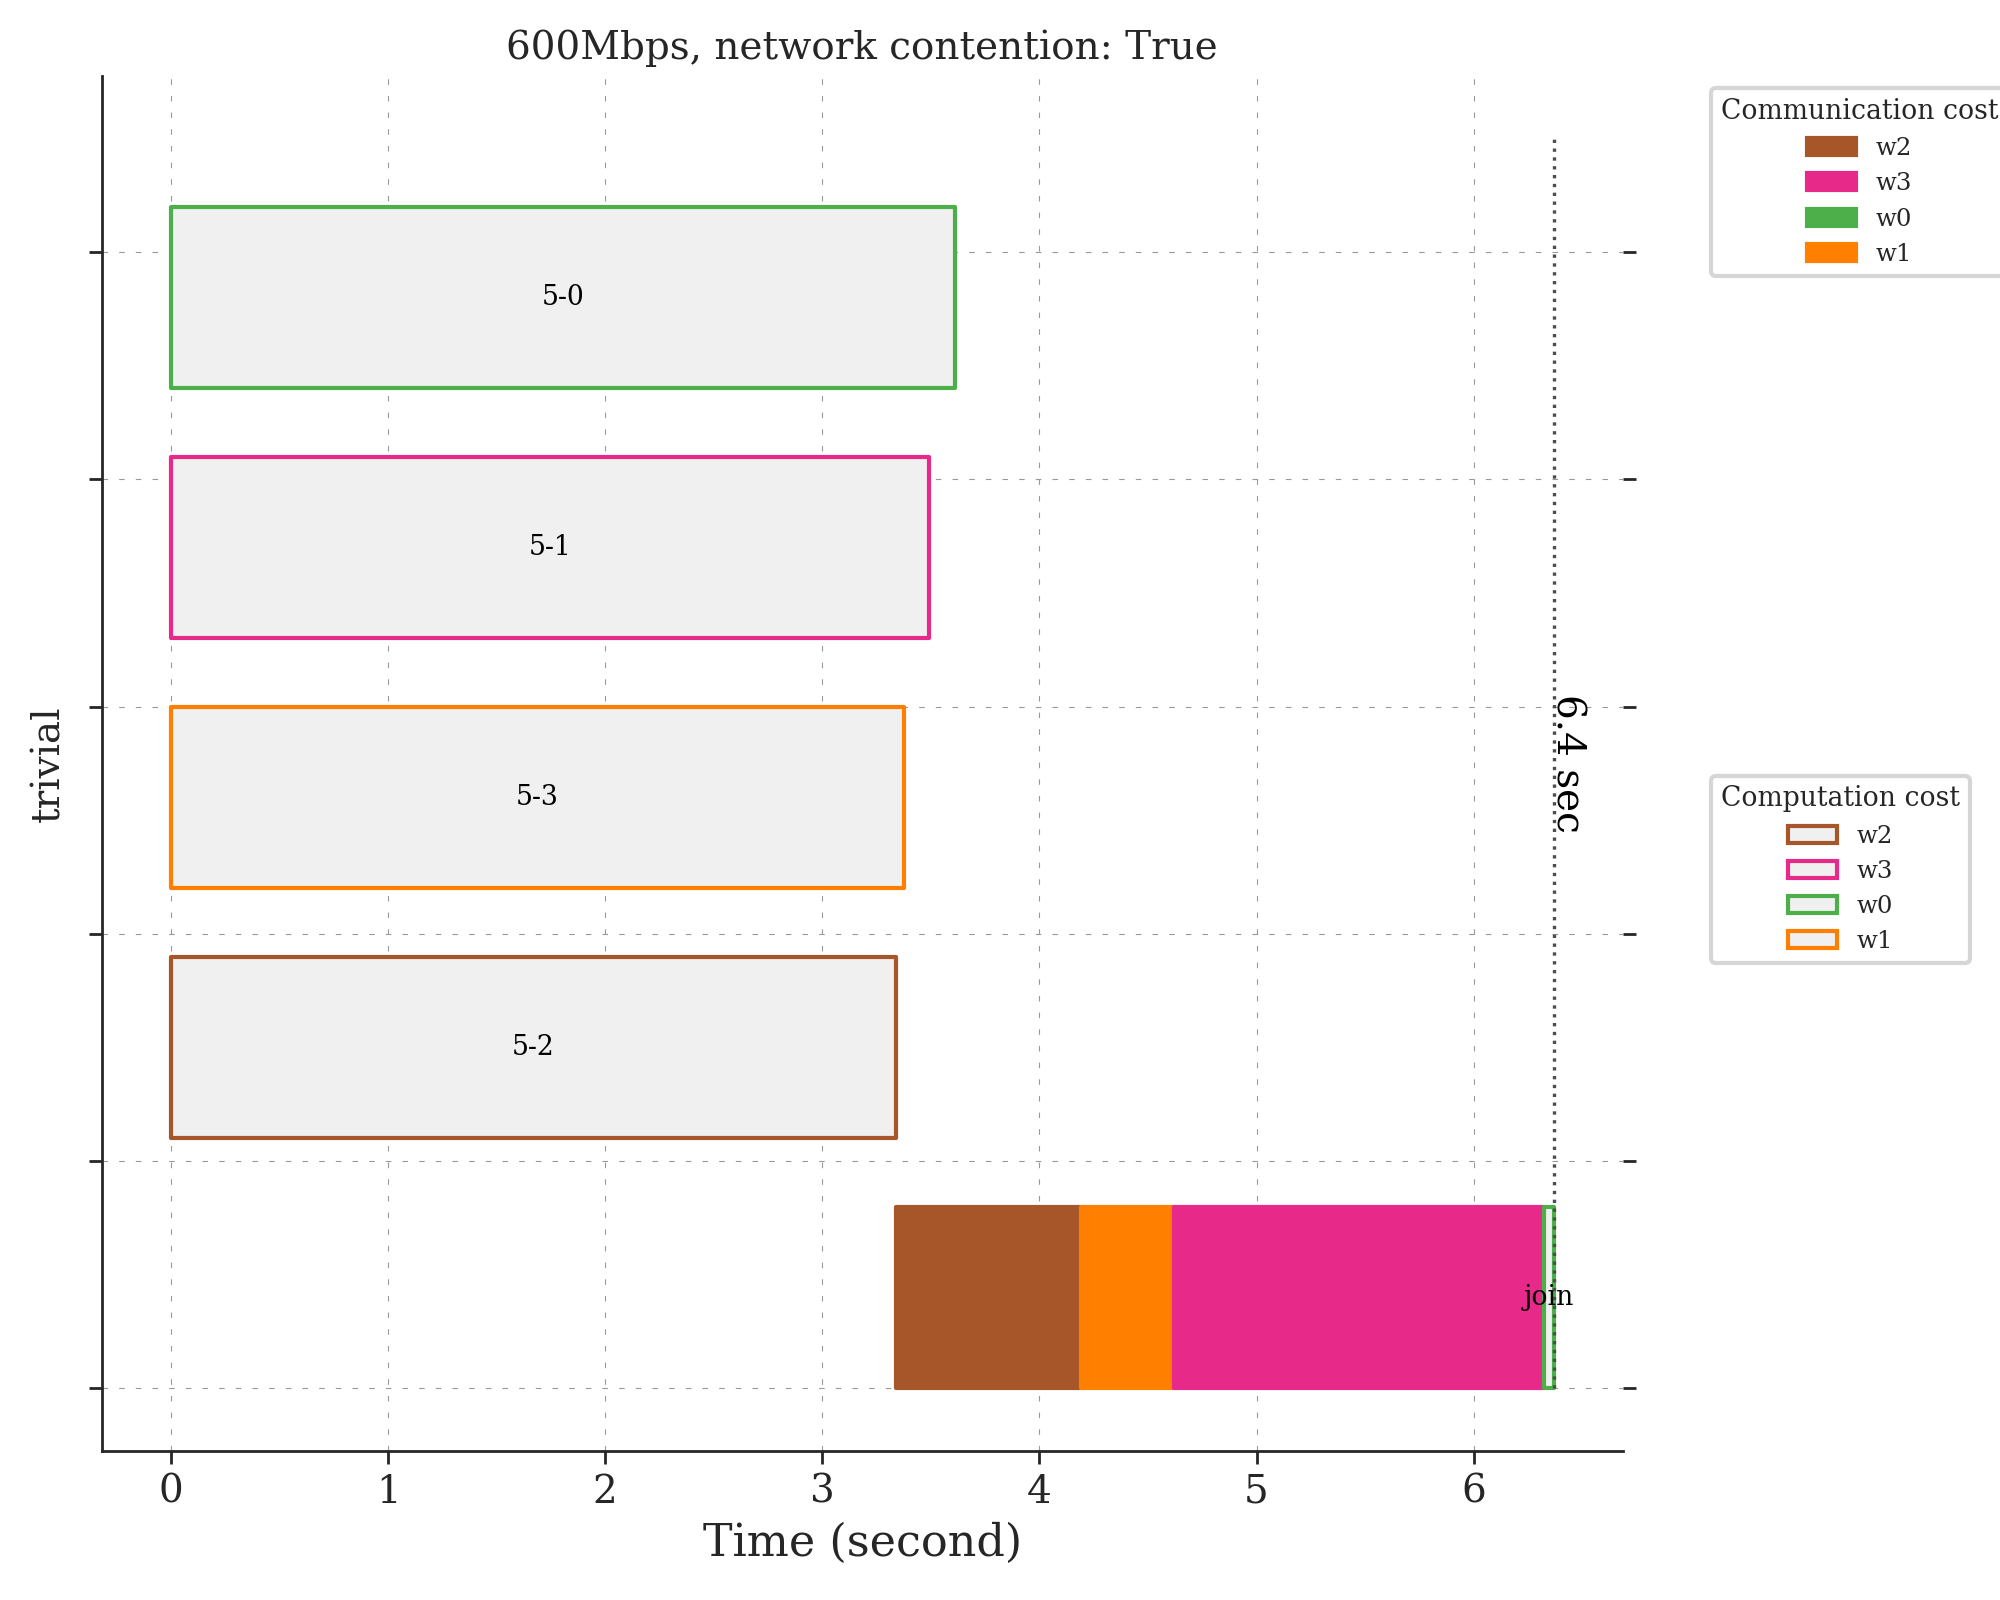 600Mbps, network contention: True
Communication cost
w2
w3
w0
w1
5-0
5-1
5-3
5-2
join
trivial
6.4 sec
Computation cost
w2
w3
w0
w1
0 1 2 3 4 5 6
Time (second)